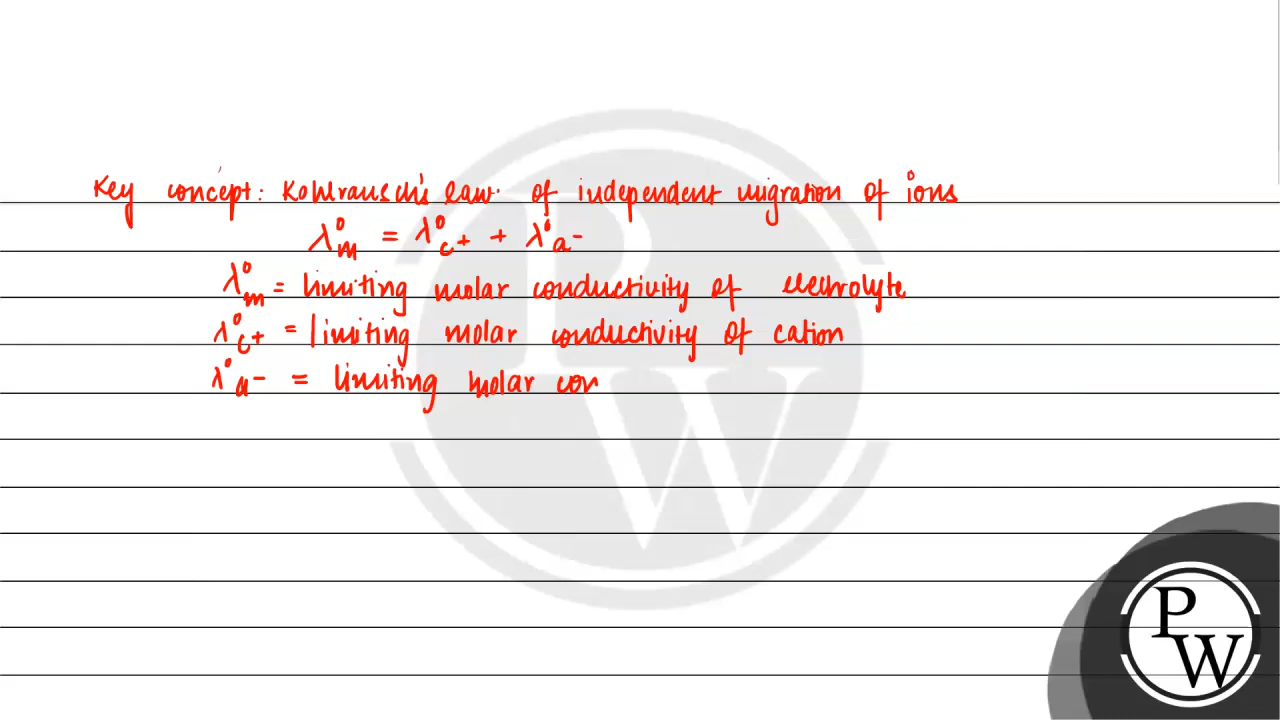 Key concept: Kohlrausch's law. of independent migration of ions
λ°m = λ°c+ + λ°a-
λ°m = limiting molar conductivity of electrolyte
λ°c+ = limiting molar conductivity of cation
λ°a- = limiting molar con
P
W
P
W